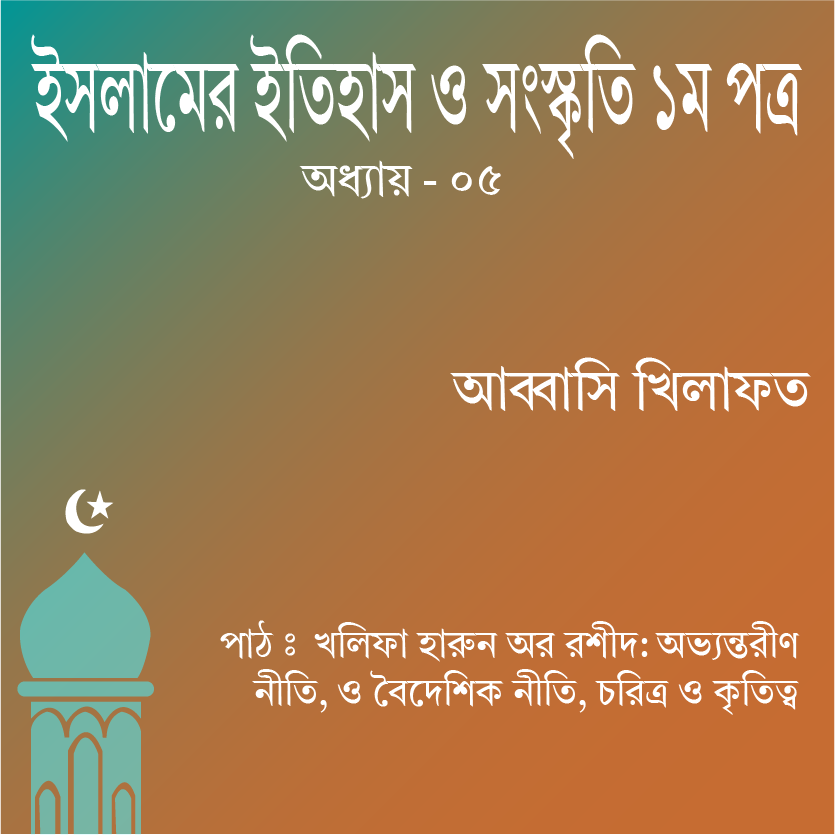 ইসলামের ইতিহাস ও সংস্কৃতি ১ম পত্র
অধ্যায় - ০৫
আব্বাসি খিলাফত
পাঠ ঃ খলিফা হারুন অর রশীদ: অভ্যন্তরীণ
নীতি, ও বৈদেশিক নীতি, চরিত্র ও কৃতিত্ব